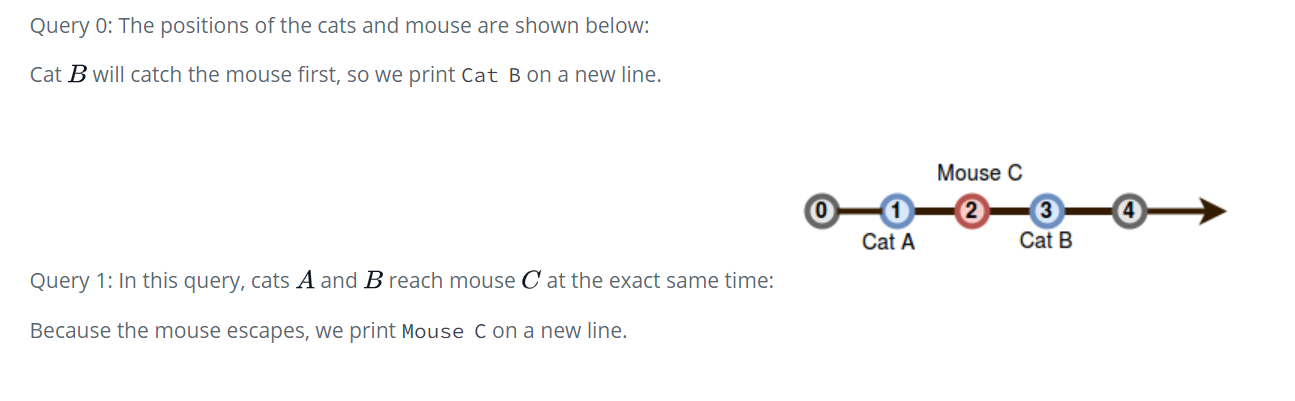 Query 0: The positions of the cats and mouse are shown below:
Cat B will catch the mouse first, so we print Cat B on a new line.
Mouse C
0 1 2 3 4
Cat A Cat B
Query 1: In this query, cats A and B reach mouse C at the exact same time:
Because the mouse escapes, we print Mouse C on a new line.